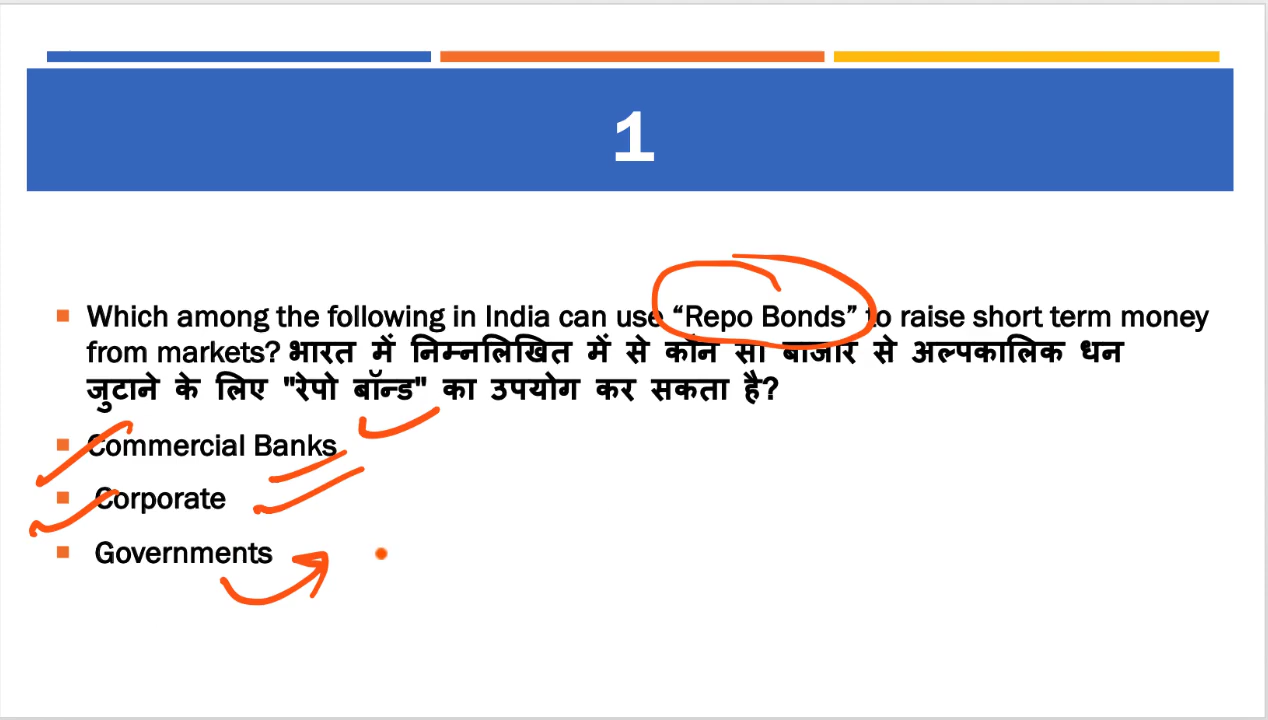 1
Which among the following in India can use “Repo Bonds” to raise short term money
from markets? भारत में निम्नलिखित में से कौन सा बाजार से अल्पकालिक धन
जुटाने के लिए "रेपो बॉन्ड" का उपयोग कर सकता है?
Commercial Banks
Corporate
Governments